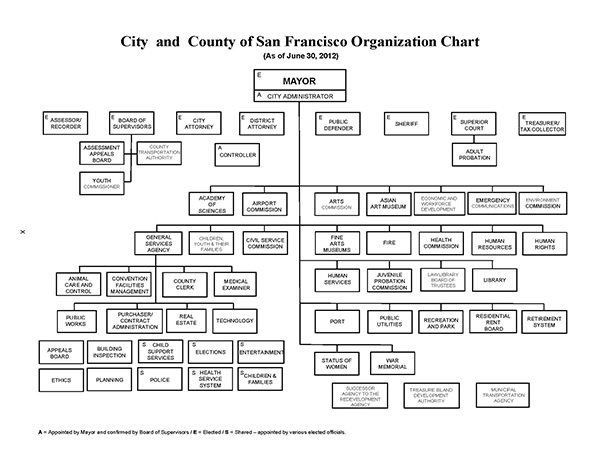 City and County of San Francisco Organization Chart
(As of June 30, 2012)
E
MAYOR
A CITY ADMINISTRATOR
E ASSESSOR/
RECORDER
E BOARD OF
SUPERVISORS
E CITY
ATTORNEY
E DISTRICT
ATTORNEY
E PUBLIC
DEFENDER
E SHERIFF
E SUPERIOR
COURT
E TREASURER/
TAX COLLECTOR
ASSESSMENT
APPEALS
BOARD
COUNTY
TRANSPORTATION
AUTHORITY
A CONTROLLER
ADULT
PROBATION
YOUTH
COMMISSIONER
ACADEMY
OF
SCIENCES
AIRPORT
COMMISSION
ARTS
COMMISSION
ASIAN
ART MUSEUM
ECONOMIC AND
WORKFORCE
DEVELOPMENT
EMERGENCY
COMMUNICATIONS
ENVIRONMENT
COMMISSION
x
GENERAL
SERVICES
AGENCY
CHILDREN,
YOUTH & THEIR
FAMILIES
CIVIL SERVICE
COMMISSION
FINE
ARTS
MUSEUMS
FIRE
HEALTH
COMMISSION
HUMAN
RESOURCES
HUMAN
RIGHTS
ANIMAL
CARE AND
CONTROL
CONVENTION
FACILITIES
MANAGEMENT
COUNTY
CLERK
MEDICAL
EXAMINER
HUMAN
SERVICES
JUVENILE
PROBATION
COMMISSION
LAW LIBRARY
BOARD OF
TRUSTEES
LIBRARY
PUBLIC
WORKS
PURCHASER/
CONTRACT
ADMINISTRATION
REAL
ESTATE
TECHNOLOGY
PORT
PUBLIC
UTILITIES
RECREATION
AND PARK
RESIDENTIAL
RENT
BOARD
RETIREMENT
SYSTEM
APPEALS
BOARD
BUILDING
INSPECTION
S CHILD
SUPPORT
SERVICES
S ELECTIONS
S ENTERTAINMENT
STATUS OF
WOMEN
WAR
MEMORIAL
ETHICS
PLANNING
S POLICE
S HEALTH
SERVICE
SYSTEM
S CHILDREN &
FAMILIES
SUCCESSOR
AGENCY TO THE
REDEVELOPMENT
AGENCY
TREASURE ISLAND
DEVELOPMENT
AUTHORITY
MUNICIPAL
TRANSPORTATION
AGENCY
A = Appointed by Mayor and confirmed by Board of Supervisors / E = Elected / S = Shared – appointed by various elected officials.